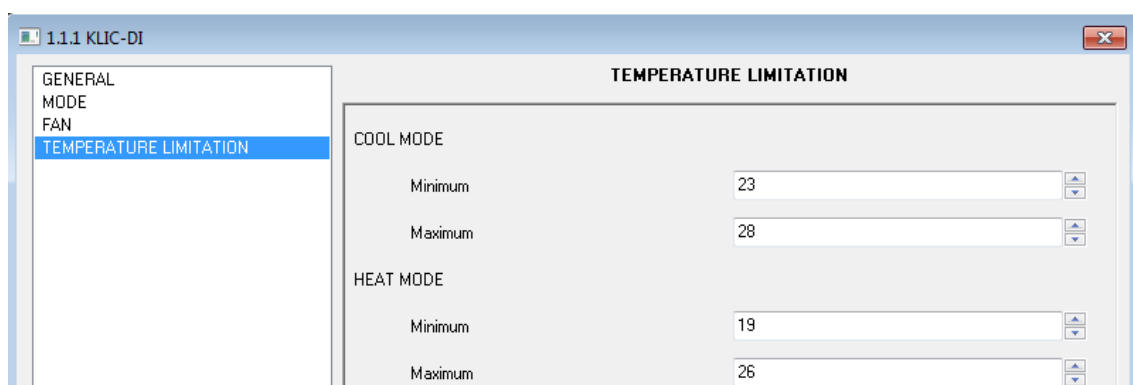 1.1.1 KLIC-DI
GENERAL
MODE
FAN
TEMPERATURE LIMITATION
TEMPERATURE LIMITATION
COOL MODE
Minimum 23
Maximum 28
HEAT MODE
Minimum 19
Maximum 26